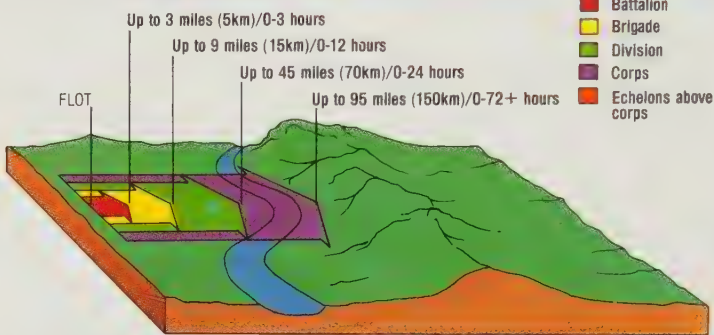 Up to 3 miles (5km)/0-3 hours
Up to 9 miles (15km)/0-12 hours
Up to 45 miles (70km)/0-24 hours
Up to 95 miles (150km)/0-72+ hours
FLOT
Battalion
Brigade
Division
Corps
Echelons above
corps